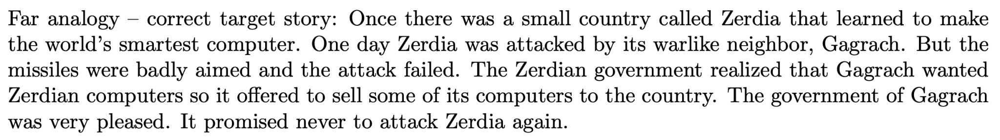 Far analogy – correct target story: Once there was a small country called Zerdia that learned to make
the world’s smartest computer. One day Zerdia was attacked by its warlike neighbor, Gagrach. But the
missiles were badly aimed and the attack failed. The Zerdian government realized that Gagrach wanted
Zerdian computers so it offered to sell some of its computers to the country. The government of Gagrach
was very pleased. It promised never to attack Zerdia again.